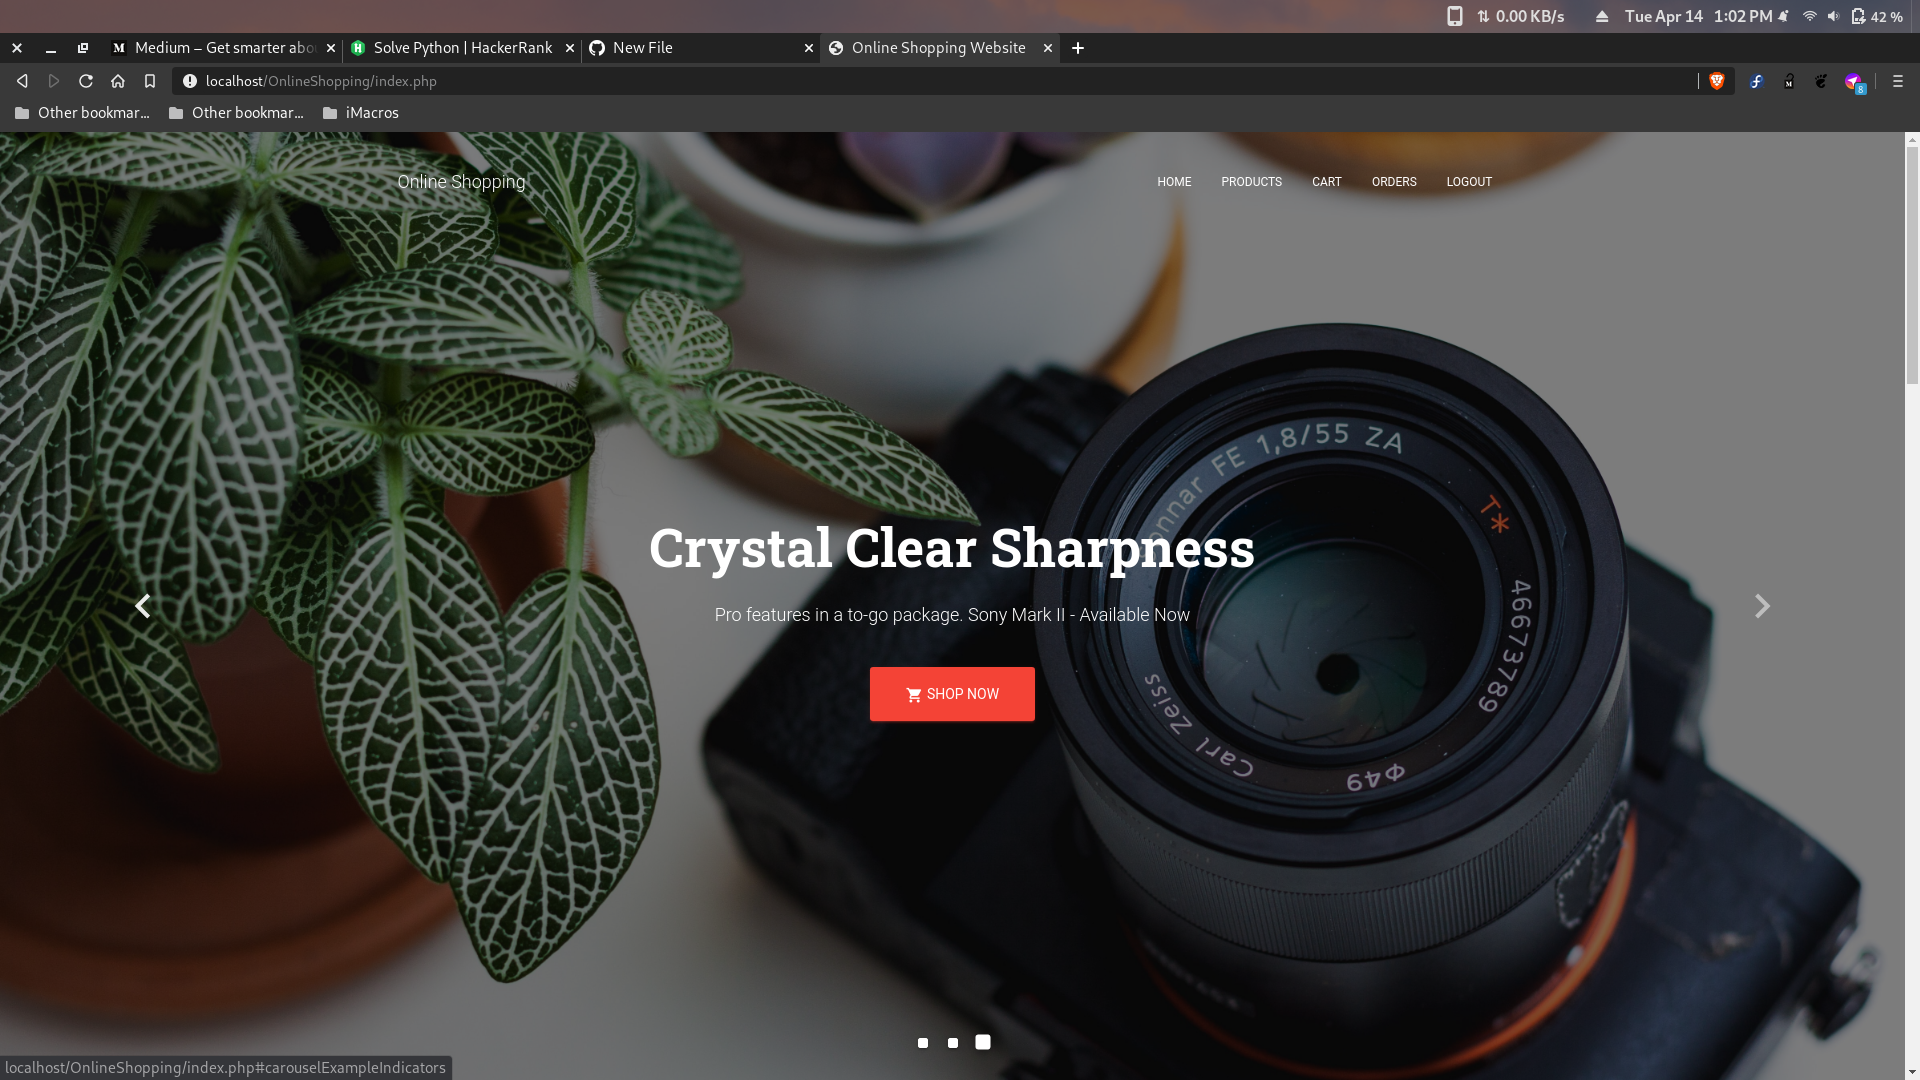 0.00 KB/s Tue Apr 14 1:02 PM 42 %
Medium – Get smarter abo
Solve Python | HackerRank
New File
Online Shopping Website
localhost/OnlineShopping/index.php
8
Other bookmar...
Other bookmar...
iMacros
Online Shopping
HOME PRODUCTS CART ORDERS LOGOUT
Sonnar FE 1,8/55 ZA
T*
46673789
Φ49
Carl Zeiss
Crystal Clear Sharpness
Pro features in a to-go package. Sony Mark II - Available Now
SHOP NOW
localhost/OnlineShopping/index.php#carouselExampleIndicators